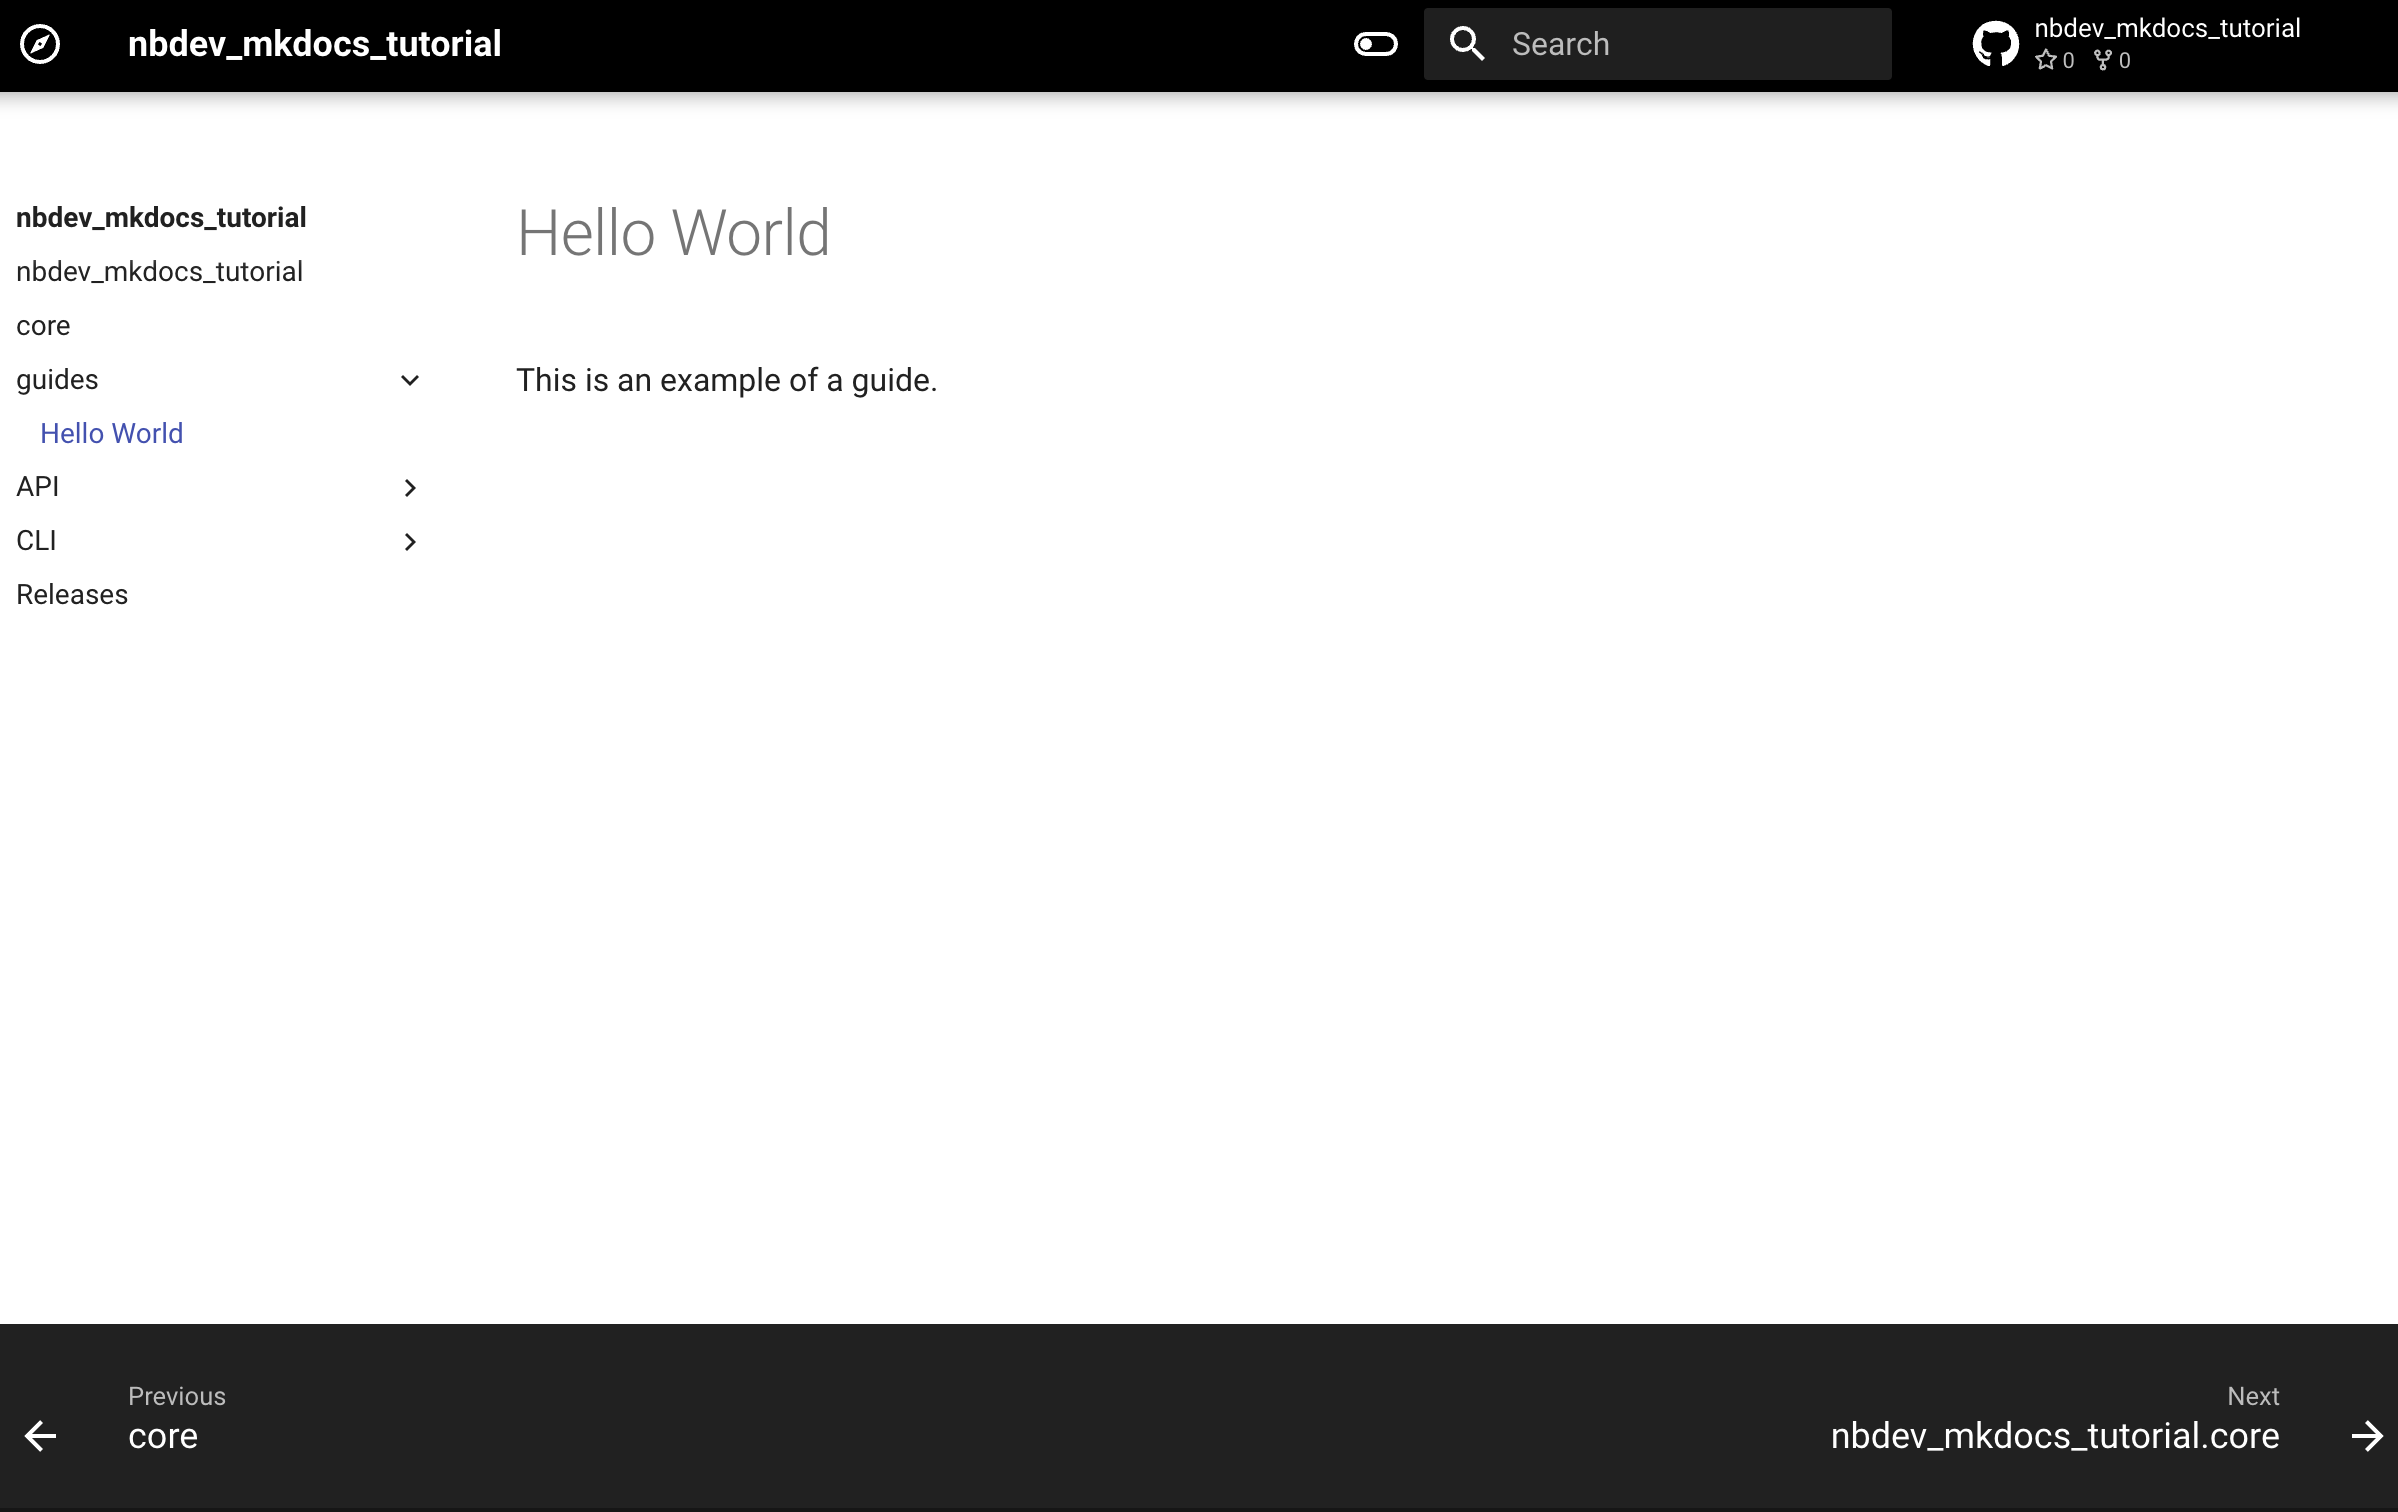 nbdev_mkdocs_tutorial
Search
nbdev_mkdocs_tutorial
0 0
nbdev_mkdocs_tutorial
nbdev_mkdocs_tutorial
core
guides
Hello World
API
CLI
Releases
Hello World
This is an example of a guide.
Previous
core
Next
nbdev_mkdocs_tutorial.core